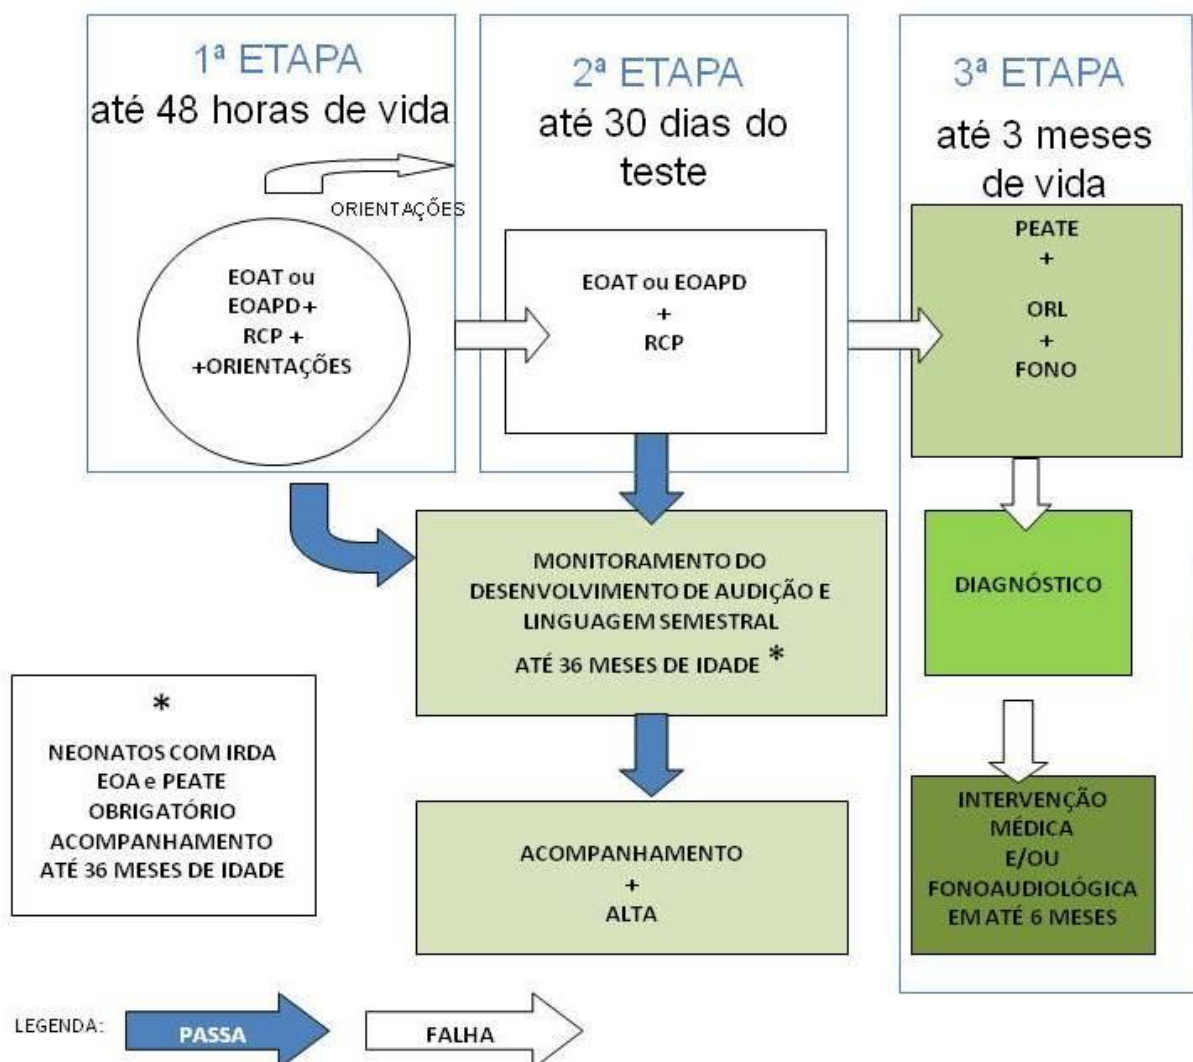 1ª ETAPA
até 48 horas de vida
ORIENTAÇÕES
EOAT ou
EOAPD+
RCP +
+ORIENTAÇÕES
2ª ETAPA
até 30 dias do
teste
EOAT ou EOAPD
+
RCP
3ª ETAPA
até 3 meses
de vida
PEATE
+
ORL
+
FONO
MONITORAMENTO DO
DESENVOLVIMENTO DE AUDIÇÃO E
LINGUAGEM SEMESTRAL
ATÉ 36 MESES DE IDADE *
DIAGNÓSTICO
*
NEONATOS COM IRDA
EOA e PEATE
OBRIGATÓRIO
ACOMPANHAMENTO
ATÉ 36 MESES DE IDADE
ACOMPANHAMENTO
+
ALTA
INTERVENÇÃO
MÉDICA
E/OU
FONOAUDIOLÓGICA
EM ATÉ 6 MESES
LEGENDA:
PASSA
FALHA